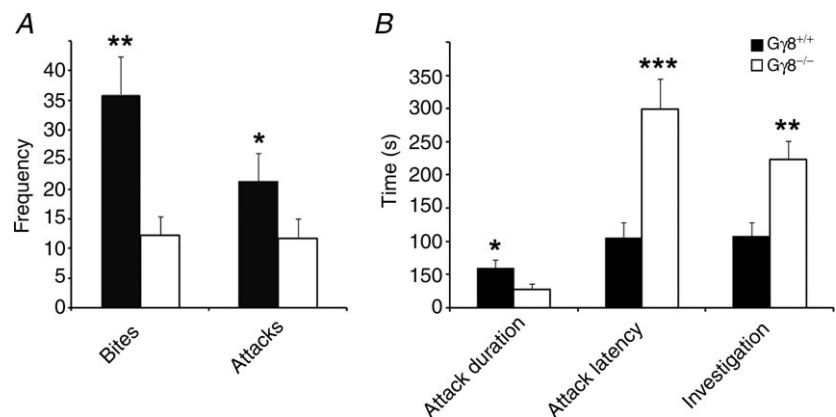 A
Frequency
40
35
30
25
20
15
10
5
0
**
*
Bites
Attacks
B
Time (s)
350
300
250
200
150
100
150
0
*
***
**
Attack duration
Attack latency
Investigation
Gγ8+/+
Gγ8−/−